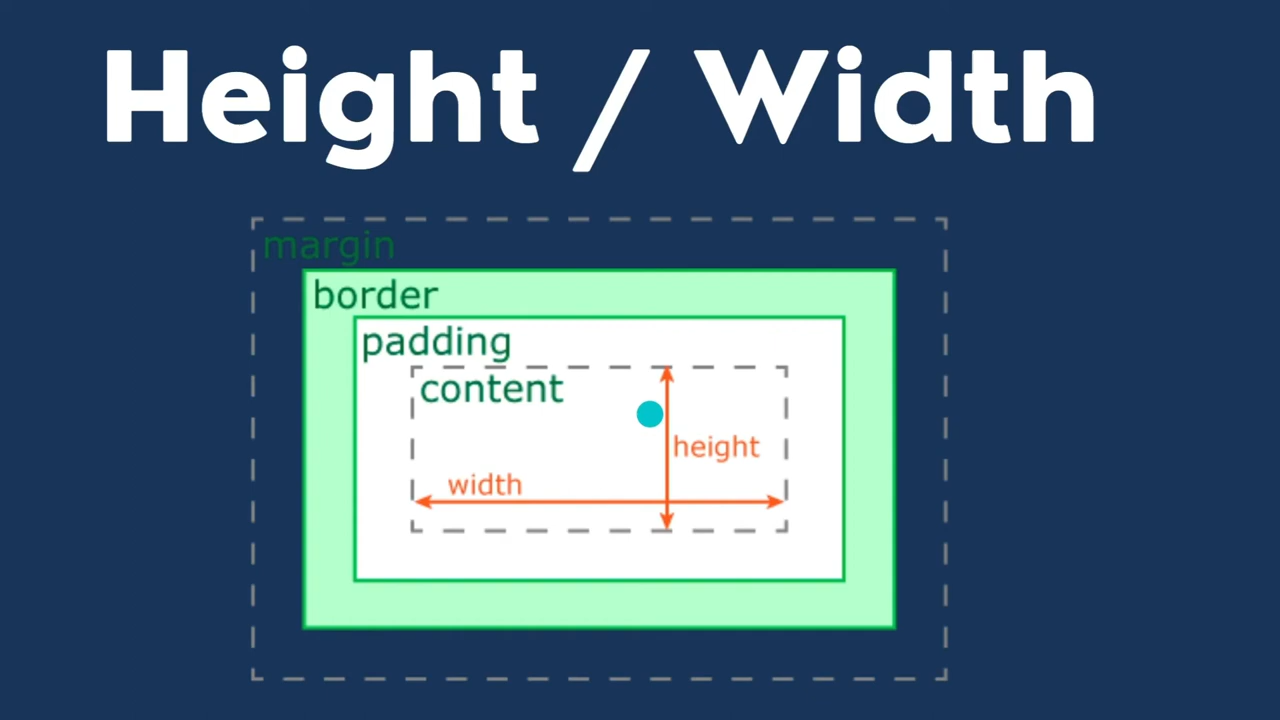 Height / Width
margin
border
padding
content
height
width